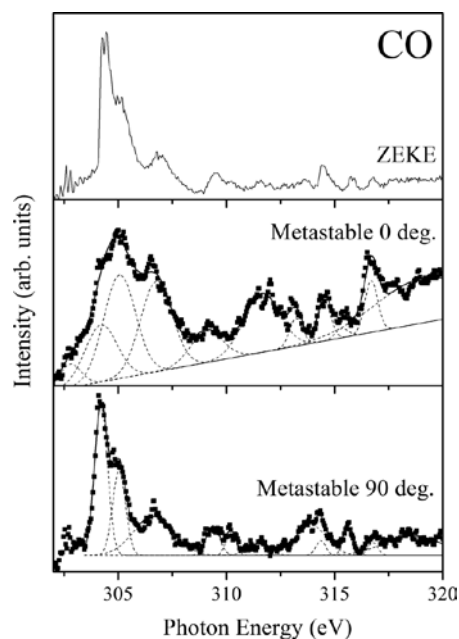 CO
ZEKE
Metastable 0 deg.
Metastable 90 deg.
Intensity (arb. units)
305 310 315 320
Photon Energy (eV)